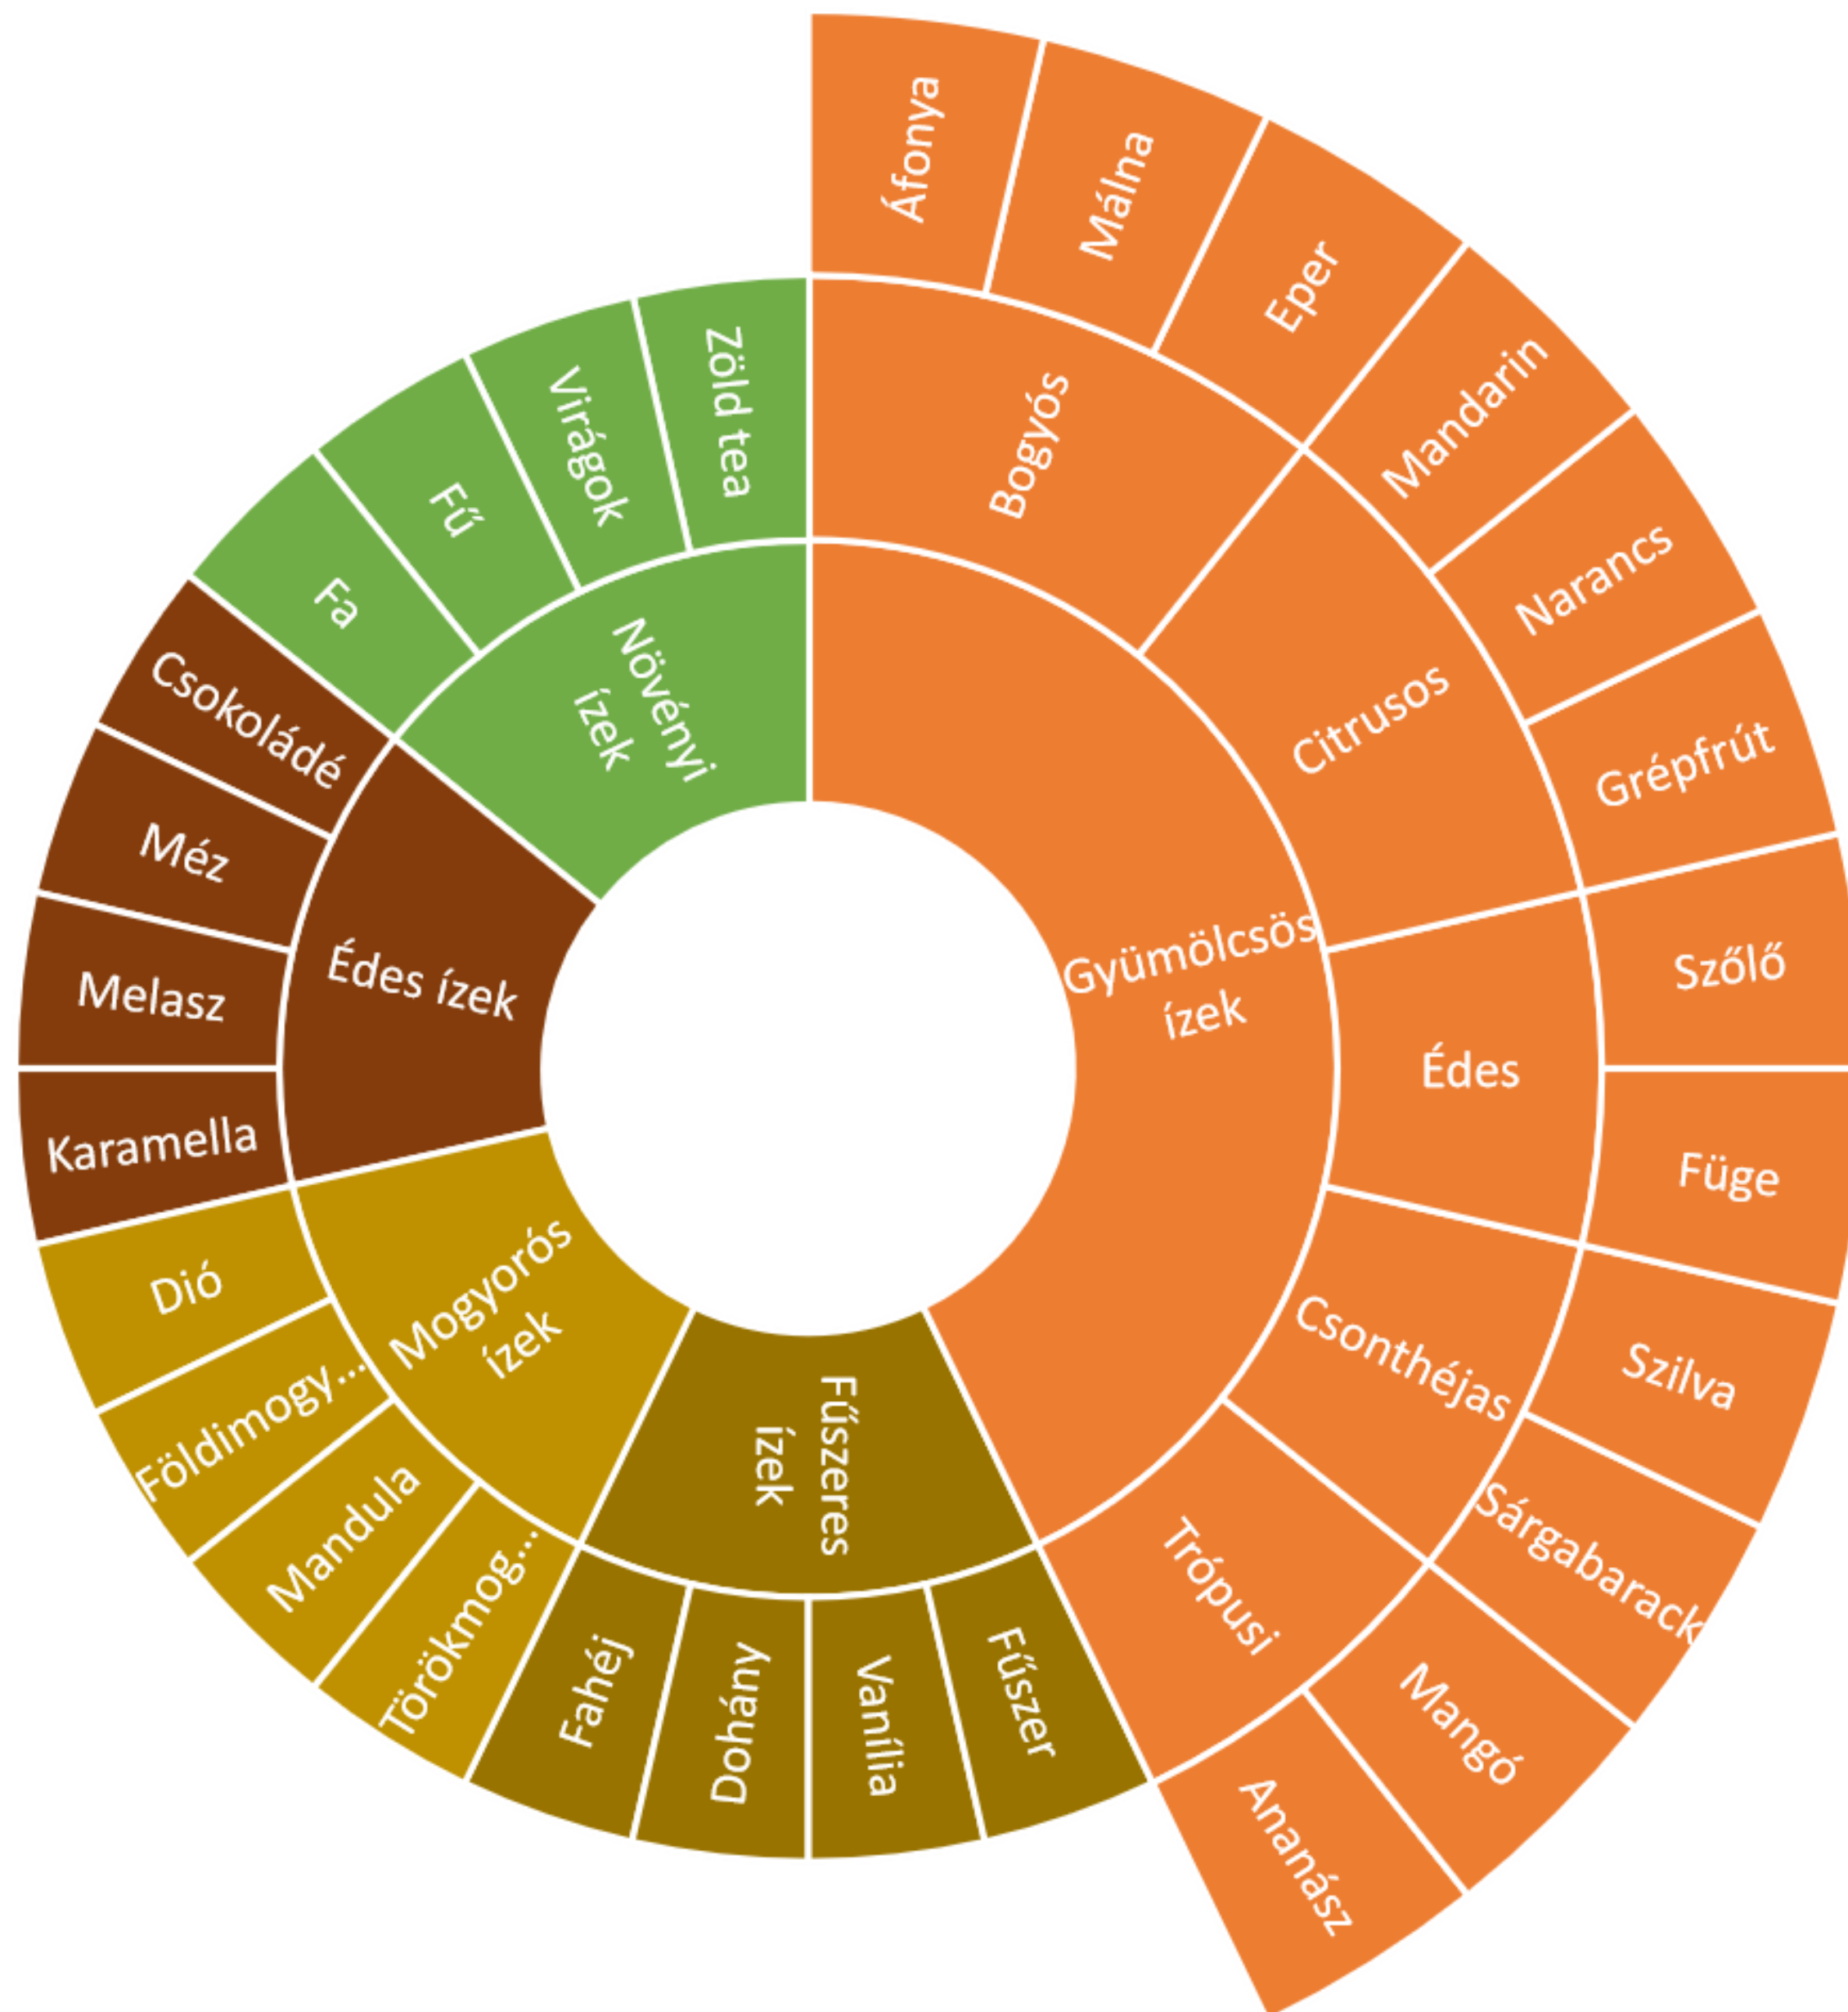 Áfonya
Málna
Eper
Mandarin
Narancs
Grépfrút
Szőlő
Füge
Szilva
Sárgabarack
Mangó
Ananász
Bogyós
Citrusos
Édes
Csonthéjas
Trópusi
Gyümölcsös
ízek
Fűszeres
ízek
Fűszer
Vanília
Dohány
Fahéj
Mogyorós
ízek
Törökmog...
Mandula
Földimogy...
Dió
Édes ízek
Karamella
Melasz
Méz
Csokoládé
Növényi
ízek
Fa
Fű
Virágok
Zöld tea